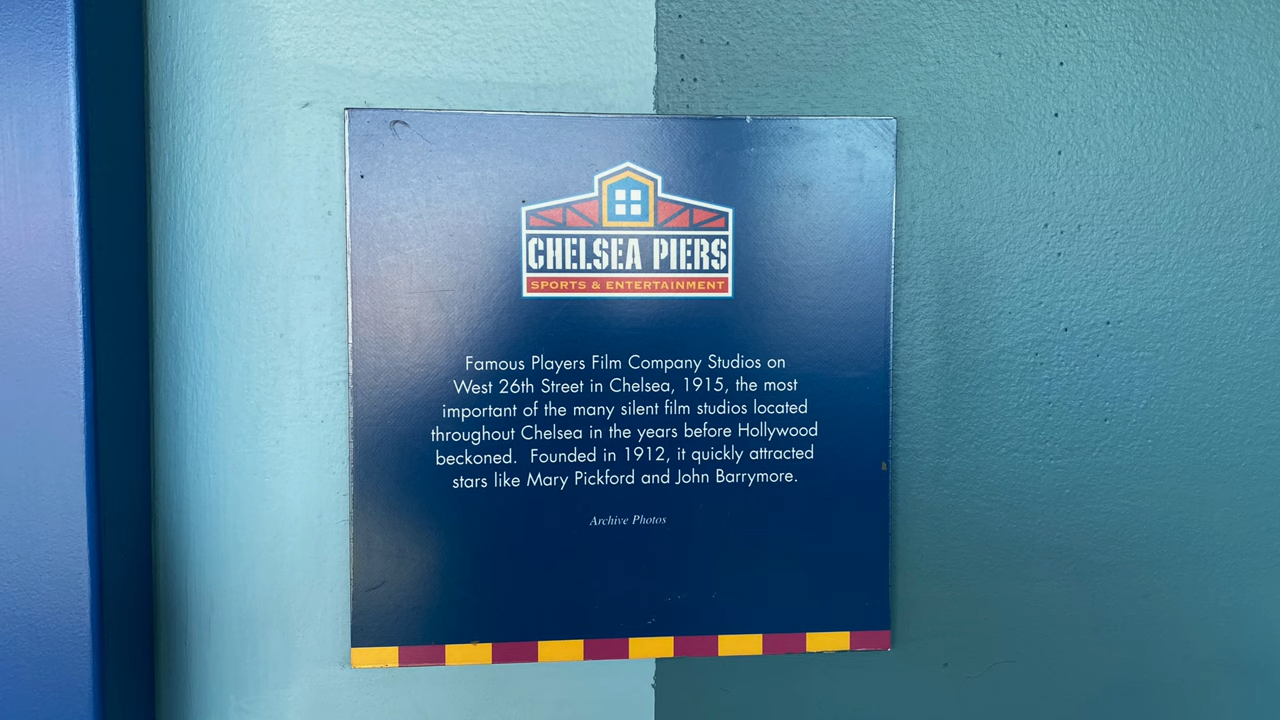 CHELSEA PIERS
SPORTS & ENTERTAINMENT
Famous Players Film Company Studios on
West 26th Street in Chelsea, 1915, the most
important of the many silent film studios located
throughout Chelsea in the years before Hollywood
beckoned.  Founded in 1912, it quickly attracted
stars like Mary Pickford and John Barrymore.
Archive Photos